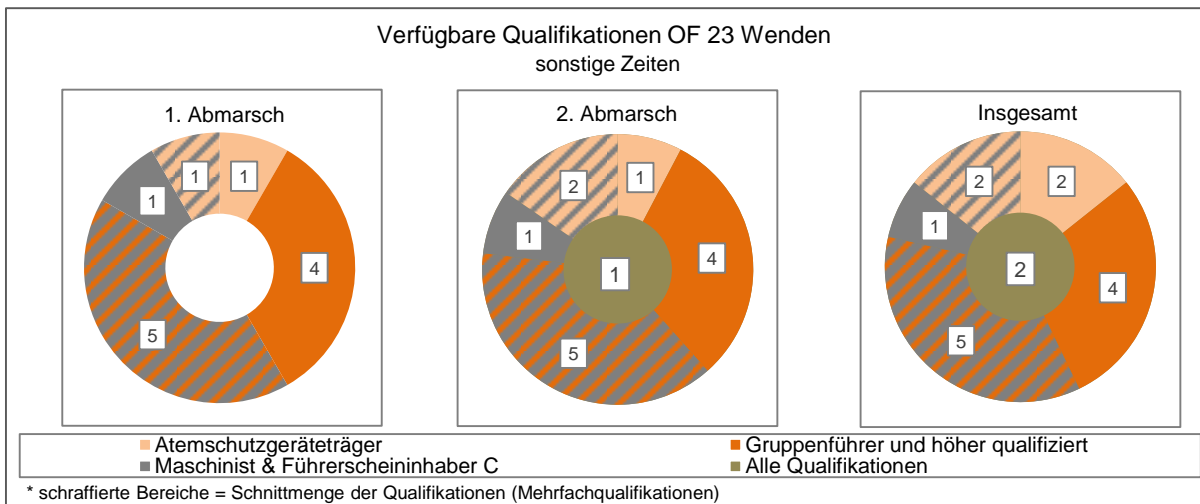 Verfügbare Qualifikationen OF 23 Wenden
sonstige Zeiten
1. Abmarsch
1
1
1
4
5
2. Abmarsch
2
1
1
4
1
5
Insgesamt
2
2
1
2
4
5
Atemschutzgeräteträger
Gruppenführer und höher qualifiziert
Maschinist & Führerscheininhaber C
Alle Qualifikationen
* schraffierte Bereiche = Schnittmenge der Qualifikationen (Mehrfachqualifikationen)